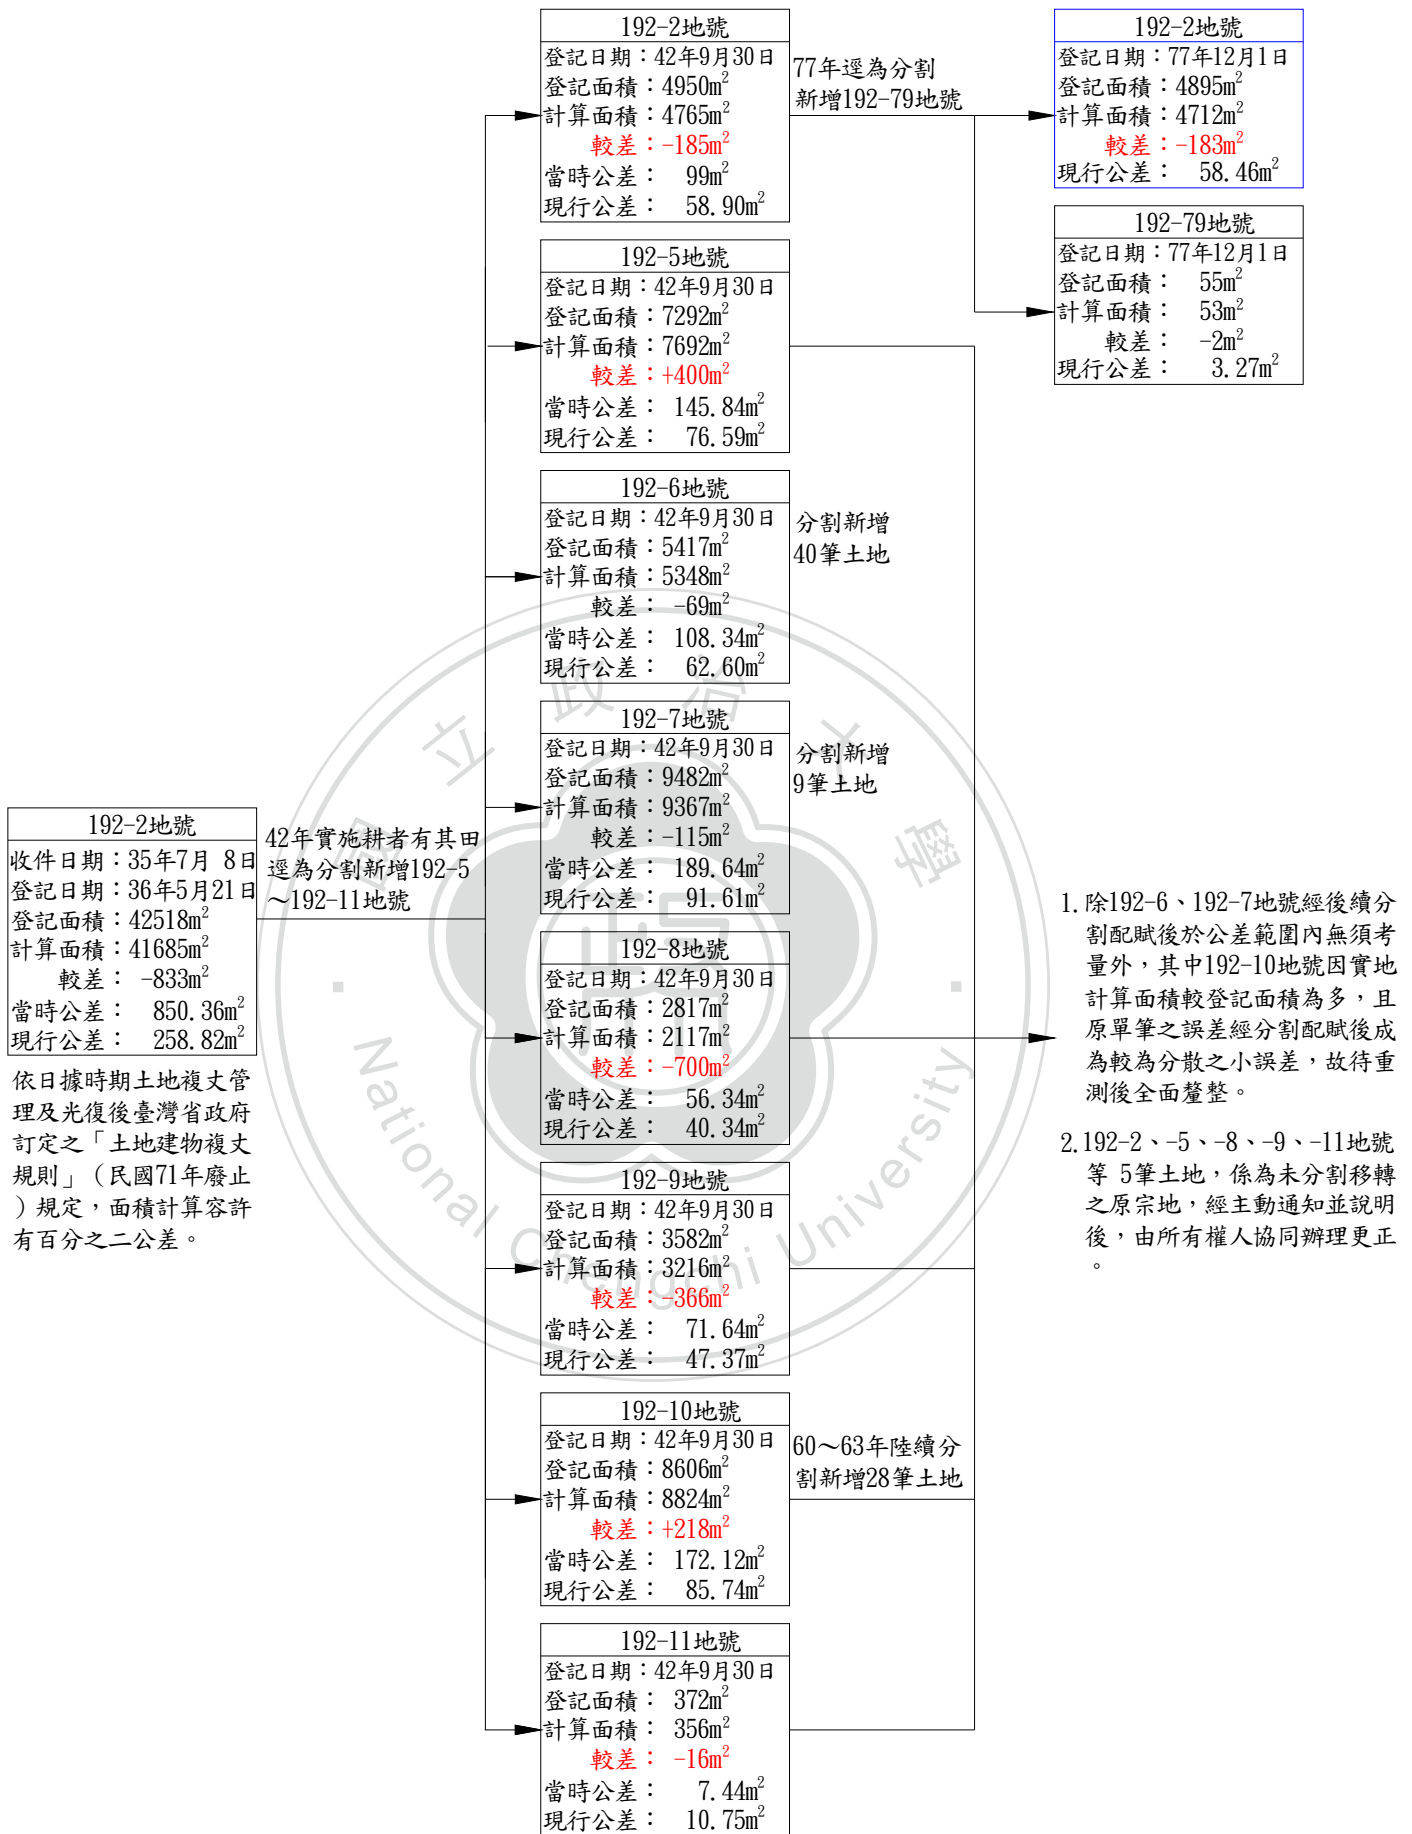 192-2地號
收件日期：35年7月 8日
登記日期：36年5月21日
登記面積：42518m²
計算面積：41685m²
較差： -833m²
當時公差： 850.36m²
現行公差： 258.82m²
依日據時期土地複丈管
理及光復後臺灣省政府
訂定之「土地建物複丈
規則」（民國71年廢止
）規定，面積計算容許
有百分之二公差。
42年實施耕者有其田
逕為分割新增192-5
～192-11地號
192-2地號
登記日期：42年9月30日
登記面積：4950m²
計算面積：4765m²
較差：-185m²
當時公差： 99m²
現行公差： 58.90m²
77年逕為分割
新增192-79地號
192-2地號
登記日期：77年12月1日
登記面積：4895m²
計算面積：4712m²
較差：-183m²
現行公差： 58.46m²
192-79地號
登記日期：77年12月1日
登記面積： 55m²
計算面積： 53m²
較差： -2m²
現行公差： 3.27m²
192-5地號
登記日期：42年9月30日
登記面積：7292m²
計算面積：7692m²
較差：+400m²
當時公差： 145.84m²
現行公差： 76.59m²
192-6地號
登記日期：42年9月30日
登記面積：5417m²
計算面積：5348m²
較差： -69m²
當時公差： 108.34m²
現行公差： 62.60m²
分割新增
40筆土地
192-7地號
登記日期：42年9月30日
登記面積：9482m²
計算面積：9367m²
較差：-115m²
當時公差： 189.64m²
現行公差： 91.61m²
分割新增
9筆土地
192-8地號
登記日期：42年9月30日
登記面積：2817m²
計算面積：2117m²
較差：-700m²
當時公差： 56.34m²
現行公差： 40.34m²
192-9地號
登記日期：42年9月30日
登記面積：3582m²
計算面積：3216m²
較差：-366m²
當時公差： 71.64m²
現行公差： 47.37m²
192-10地號
登記日期：42年9月30日
登記面積：8606m²
計算面積：8824m²
較差：+218m²
當時公差： 172.12m²
現行公差： 85.74m²
60～63年陸續分
割新增28筆土地
192-11地號
登記日期：42年9月30日
登記面積： 372m²
計算面積： 356m²
較差： -16m²
當時公差： 7.44m²
現行公差： 10.75m²
1.除192-6、192-7地號經後續分
割配賦後於公差範圍內無須考
量外，其中192-10地號因實地
計算面積較登記面積為多，且
原單筆之誤差經分割配賦後成
為較為分散之小誤差，故待重
測後全面釐整。
2.192-2、-5、-8、-9、-11地號
等 5筆土地，係為未分割移轉
之原宗地，經主動通知並說明
後，由所有權人協同辦理更正
。
國立政治大學
National Chengchi University